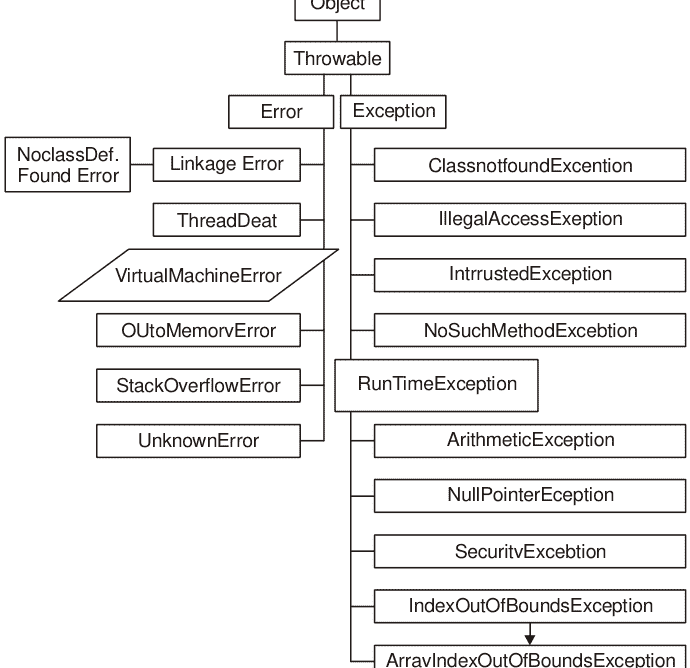 Object
Throwable
Error
Exception
NoclassDef.
Found Error
Linkage Error
ClassnotfoundExcention
ThreadDeat
IllegalAccessExeption
VirtualMachineError
IntrrustedException
OUtoMemorvError
NoSuchMethodExcebtion
StackOverflowError
RunTimeException
UnknownError
ArithmeticException
NullPointerEception
SecuritvExcebtion
IndexOutOfBoundsException
ArravIndexOutOfBoundsException